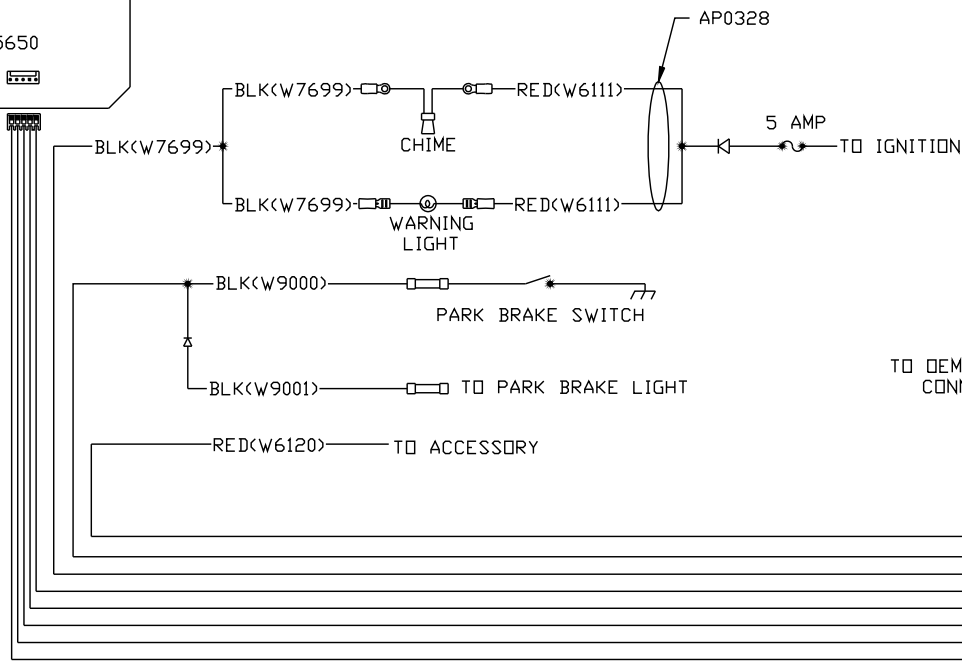 AP0328
5650
BLK(W7699)
RED(W6111)
CHIME
5 AMP
BLK(W7699)
TO IGNITION
BLK(W7699)
RED(W6111)
WARNING
LIGHT
BLK(W9000)
PARK BRAKE SWITCH
TO OEM
CONN
BLK(W9001)
TO PARK BRAKE LIGHT
RED(W6120)
TO ACCESSORY